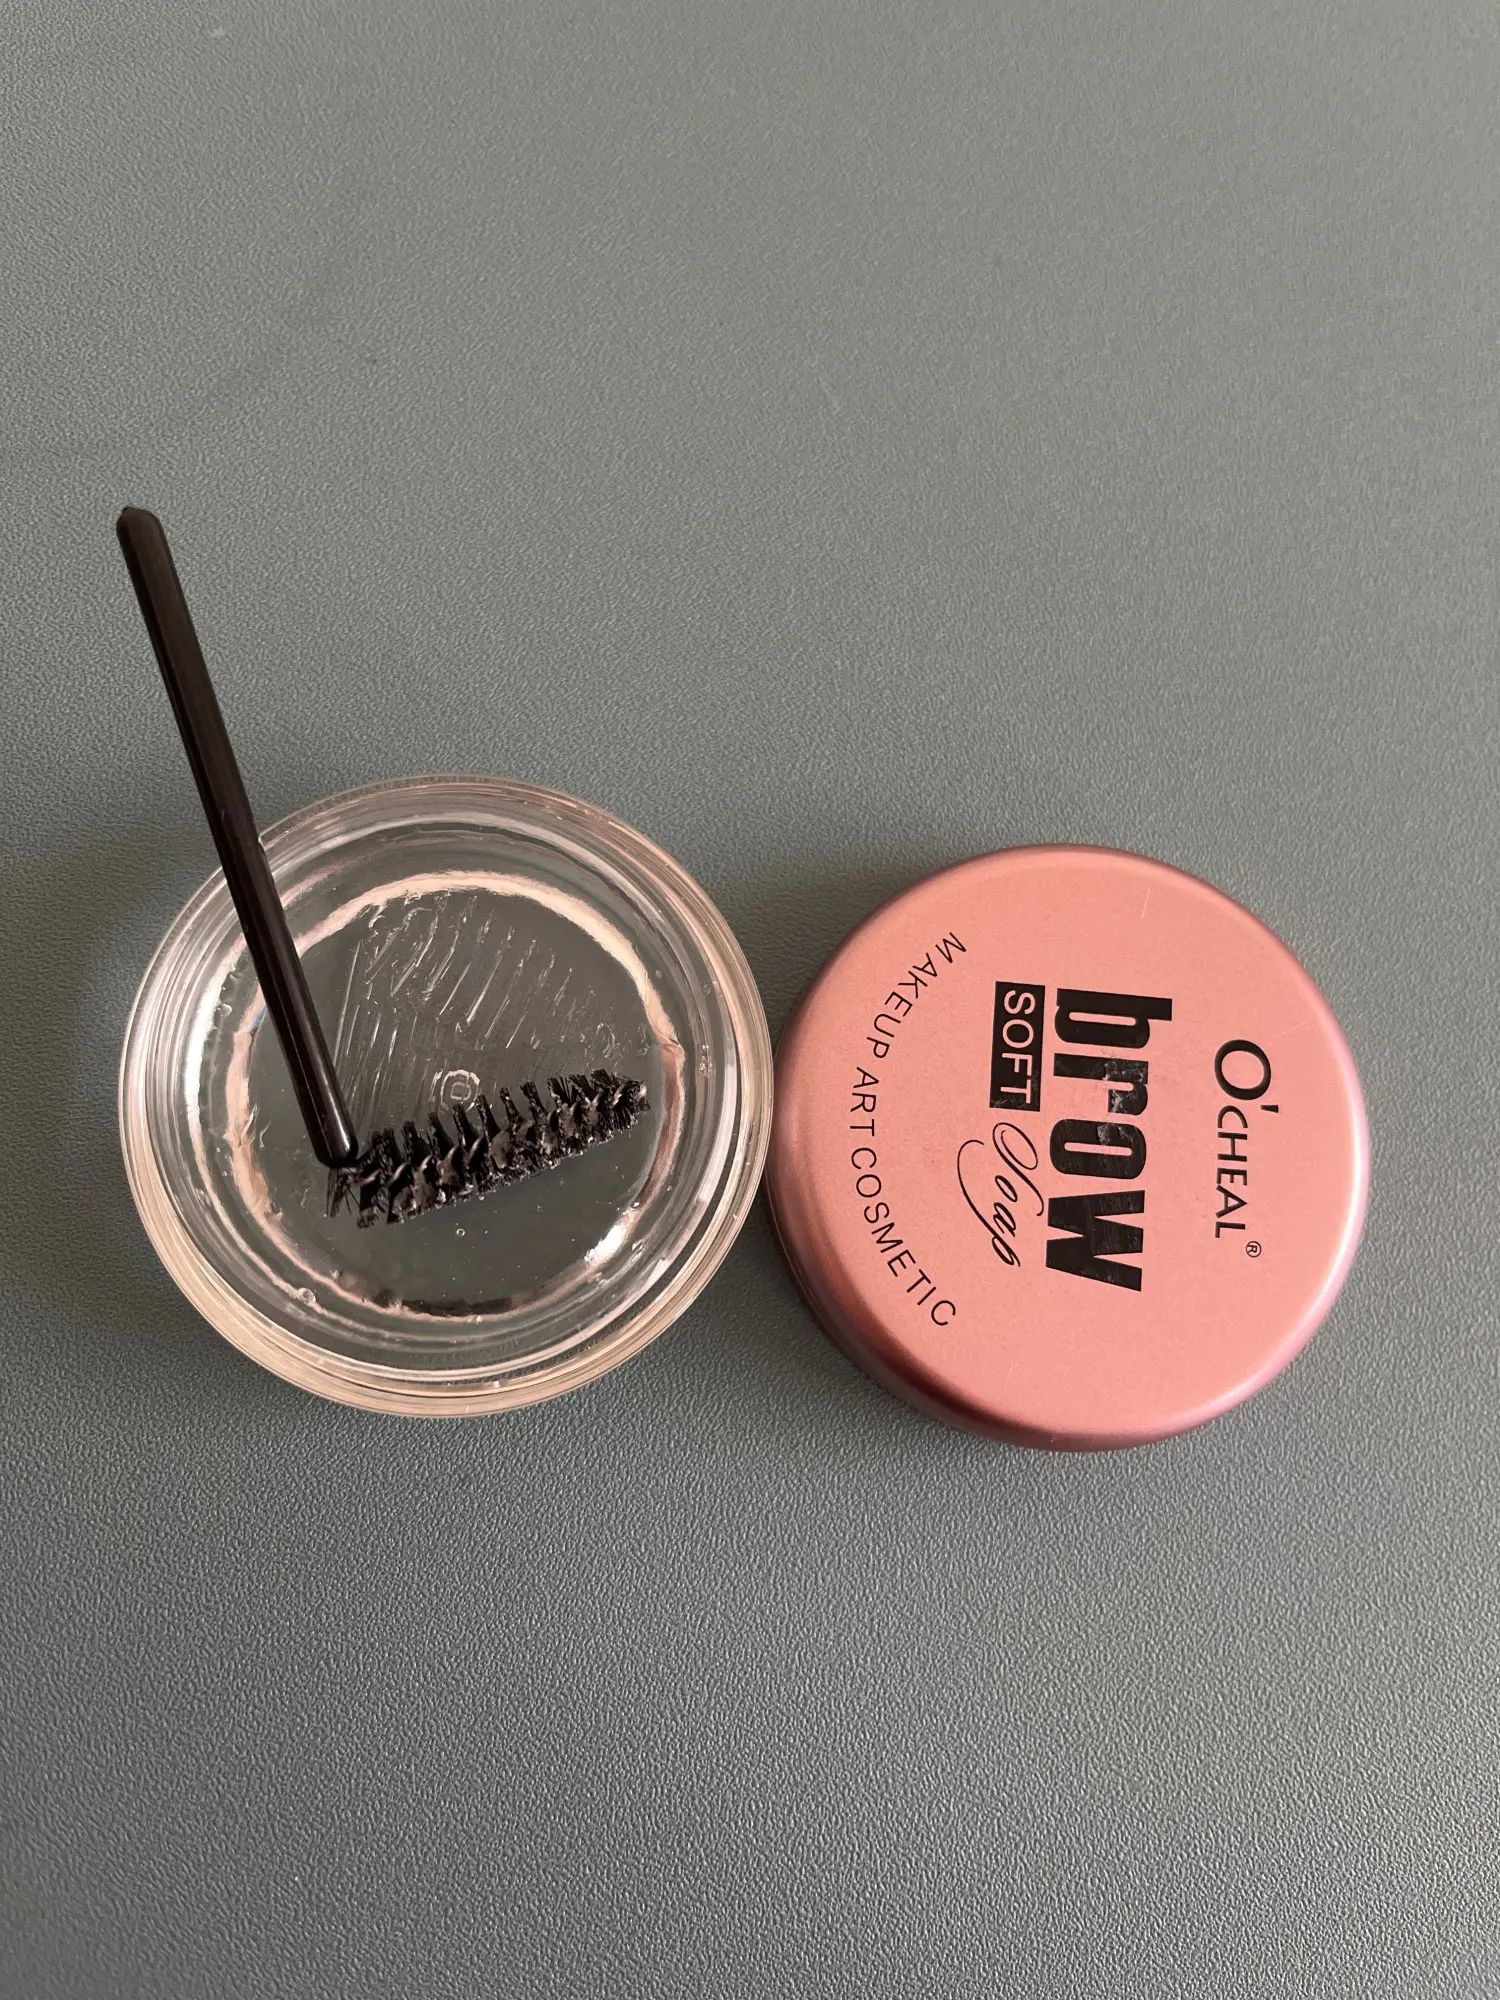 O'CHEAL®
brow
SOFT Soap
MAKEUP ART COSMETIC